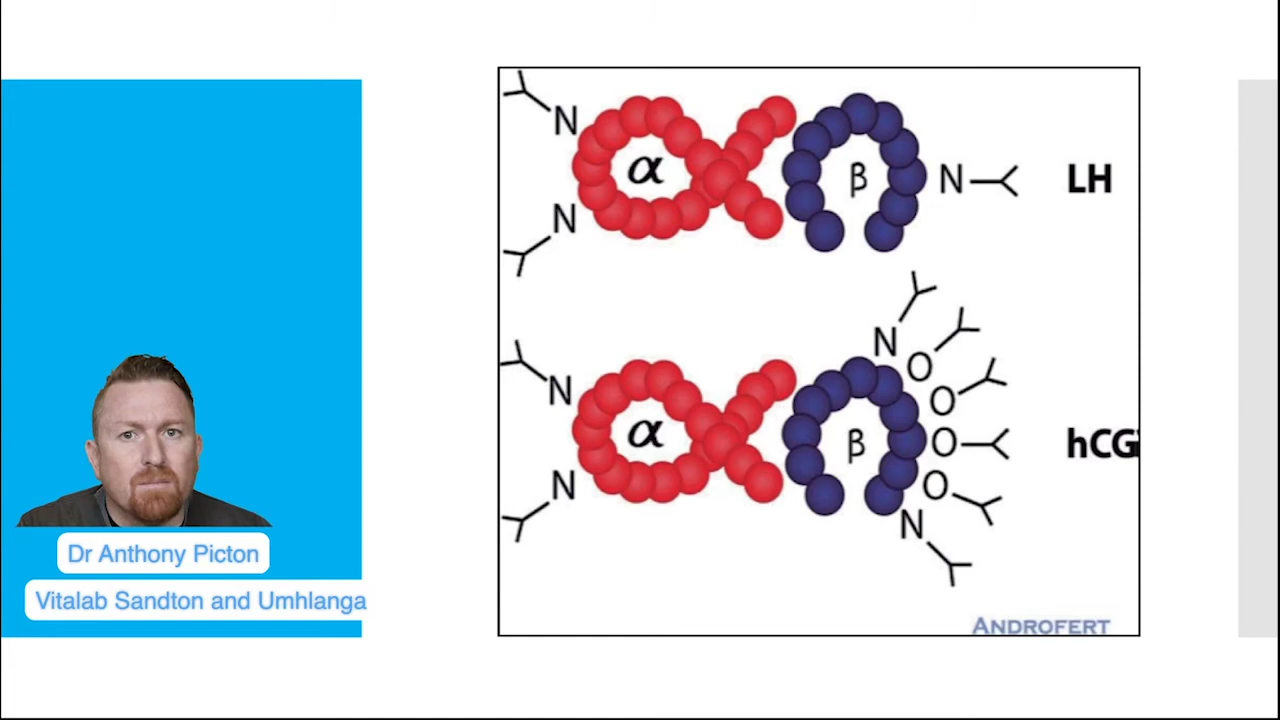 N
α
β
N
LH
N
N
N
O
α
O
β
O
hCG
N
O
N
ANDROFERT
Dr Anthony Picton
Vitalab Sandton and Umhlanga